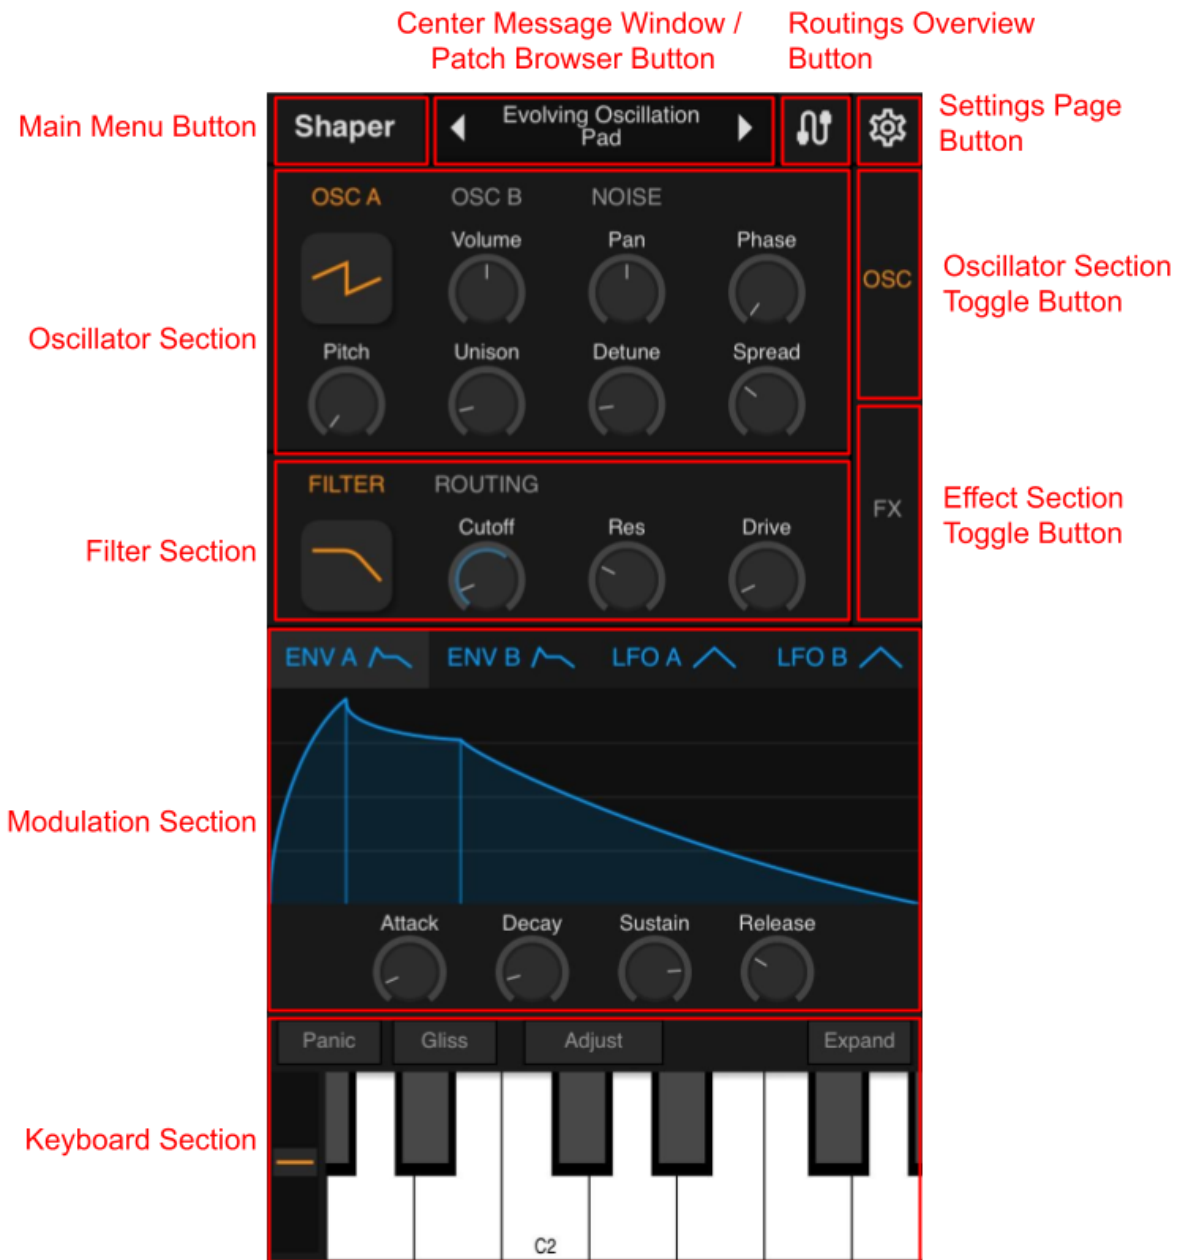 Center Message Window /
Patch Browser Button
Routings Overview
Button
Main Menu Button
Shaper
Evolving Oscillation
Pad
Settings Page
Button
OSC A
OSC B
NOISE
Volume
Pan
Phase
OSC
Oscillator Section
Toggle Button
Oscillator Section
Pitch
Unison
Detune
Spread
FILTER
ROUTING
Cutoff
Res
Drive
FX
Effect Section
Toggle Button
Filter Section
ENV A
ENV B
LFO A
LFO B
Modulation Section
Attack
Decay
Sustain
Release
Panic
Gliss
Adjust
Expand
Keyboard Section
C2